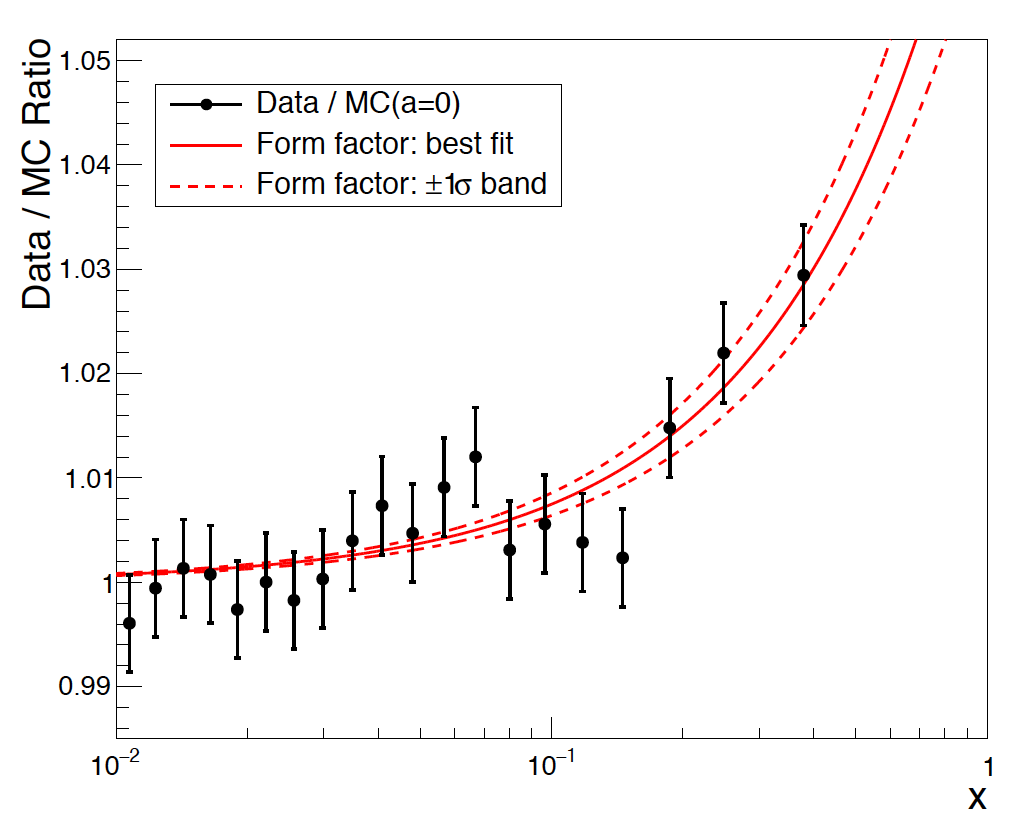 Data / MC Ratio
1.05
1.04
1.03
1.02
1.01
1
0.99
Data / MC(a=0)
Form factor: best fit
Form factor: ±1σ band
10⁻²
10⁻¹
1
x